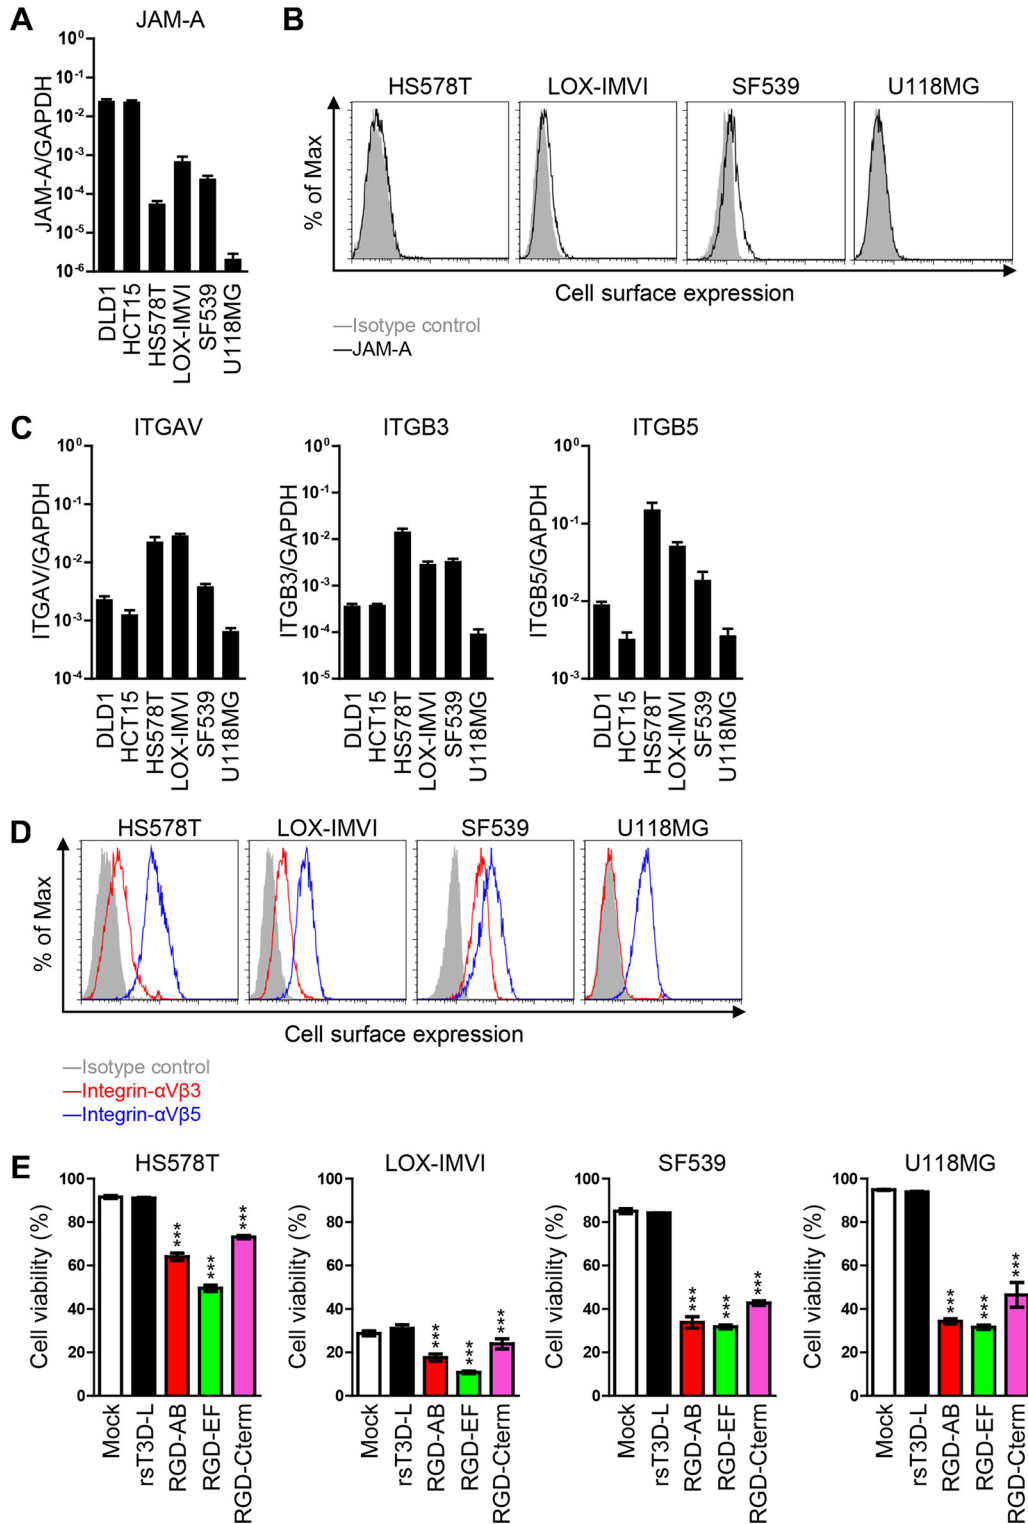 A
JAM-A
JAM-A/GAPDH
10⁰
10⁻¹
10⁻²
10⁻³
10⁻⁴
10⁻⁵
10⁻⁶
DLD1
HCT15
HS578T
LOX-IMVI
SF539
U118MG
B
HS578T LOX-IMVI SF539 U118MG
% of Max
Cell surface expression
—Isotype control
—JAM-A
C
ITGAV
ITGAV/GAPDH
10⁰
10⁻¹
10⁻²
10⁻³
10⁻⁴
DLD1
HCT15
HS578T
LOX-IMVI
SF539
U118MG
ITGB3
ITGB3/GAPDH
10⁰
10⁻¹
10⁻²
10⁻³
10⁻⁴
10⁻⁵
DLD1
HCT15
HS578T
LOX-IMVI
SF539
U118MG
ITGB5
ITGB5/GAPDH
10⁰
10⁻¹
10⁻²
10⁻³
DLD1
HCT15
HS578T
LOX-IMVI
SF539
U118MG
D
HS578T LOX-IMVI SF539 U118MG
% of Max
Cell surface expression
—Isotype control
—Integrin-αVβ3
—Integrin-αVβ5
E
HS578T
Cell viability (%)
100
80
60
40
20
0
***
***
***
Mock
rsT3D-L
RGD-AB
RGD-EF
RGD-Cterm
LOX-IMVI
Cell viability (%)
100
80
60
40
20
0
***
***
***
Mock
rsT3D-L
RGD-AB
RGD-EF
RGD-Cterm
SF539
Cell viability (%)
100
80
60
40
20
0
***
***
***
Mock
rsT3D-L
RGD-AB
RGD-EF
RGD-Cterm
U118MG
Cell viability (%)
100
80
60
40
20
0
***
***
***
Mock
rsT3D-L
RGD-AB
RGD-EF
RGD-Cterm